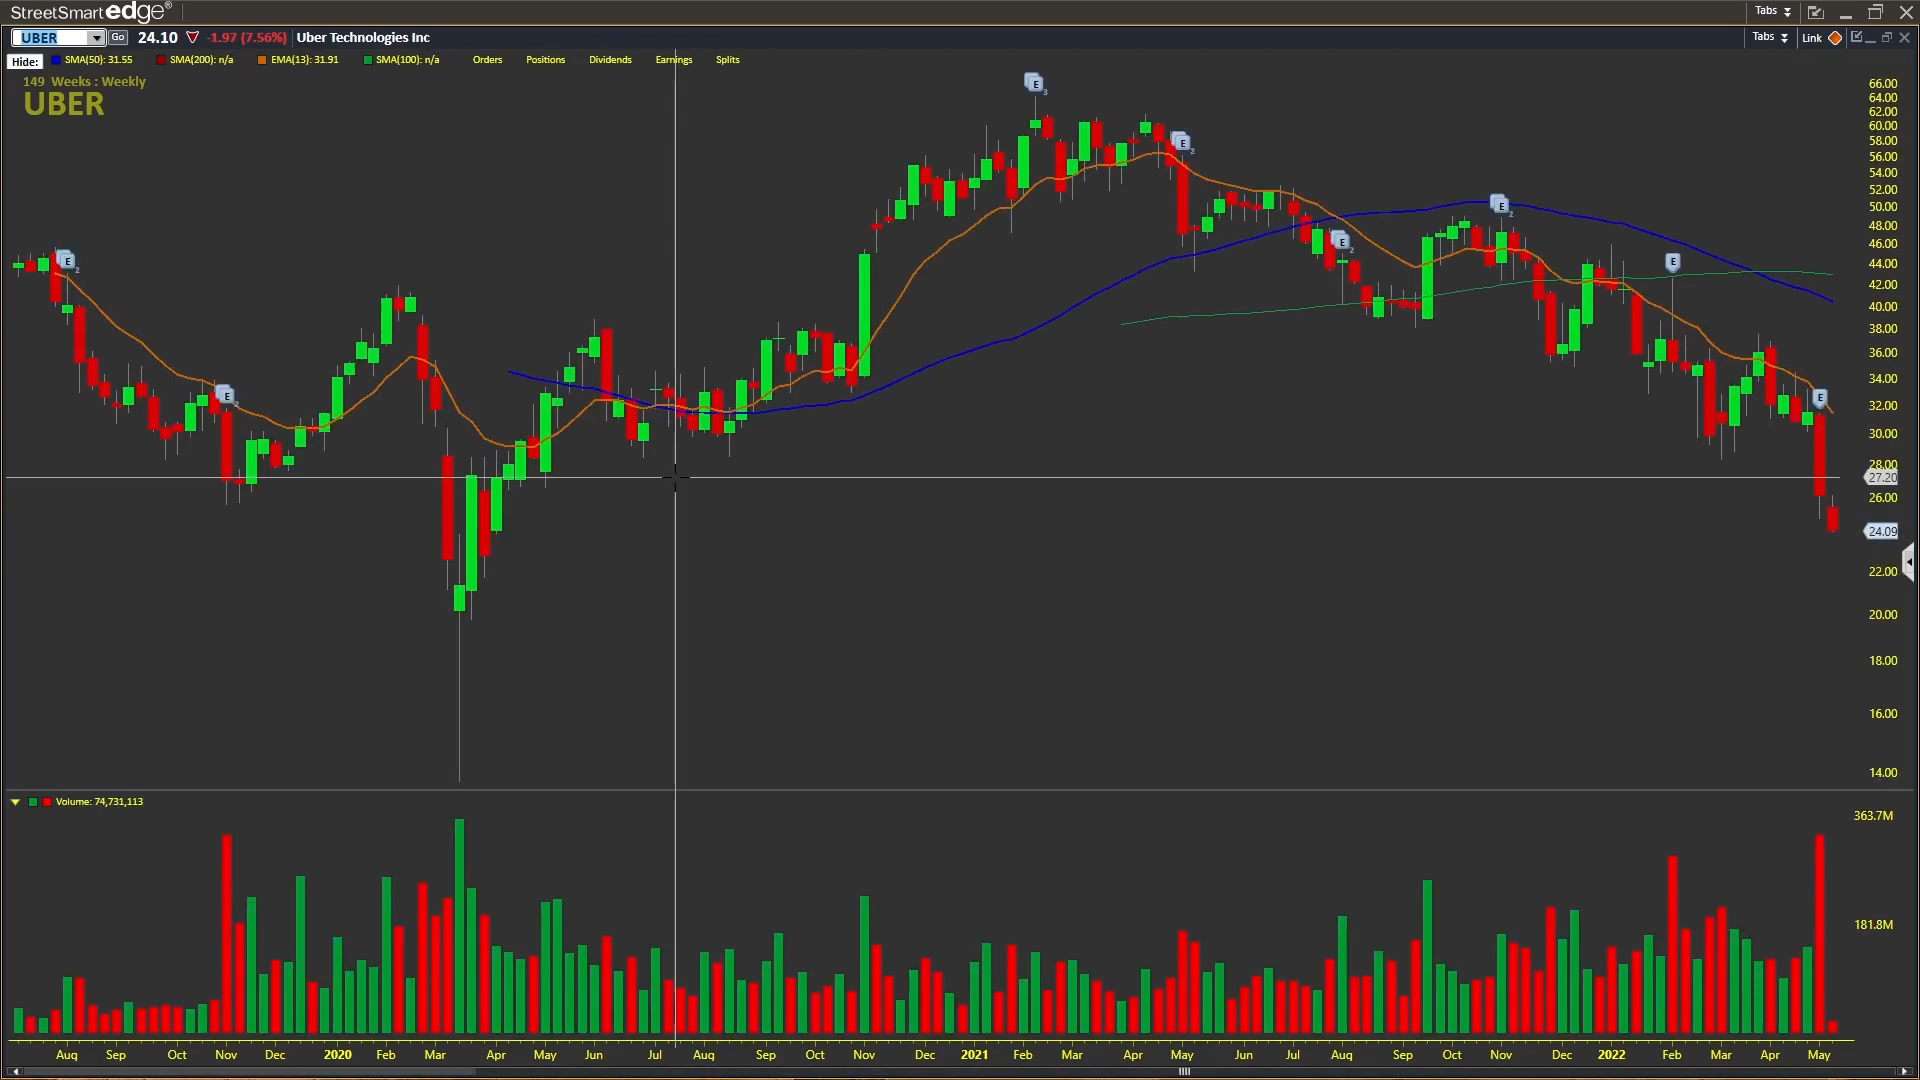 StreetSmart edge®
Tabs
UBER Go 24.10 -1.97 (7.56%) Uber Technologies Inc
Tabs Link
Hide: SMA(50): 31.55 SMA(200): n/a EMA(13): 31.91 SMA(100): n/a Orders Positions Dividends Earnings Splits
149 Weeks : Weekly
UBER
E 3
E 2
E 2
E 2
E 2
E
E 2
E
66.00
64.00
62.00
60.00
58.00
56.00
54.00
52.00
50.00
48.00
46.00
44.00
42.00
40.00
38.00
36.00
34.00
32.00
30.00
28.00
27.20
26.00
24.09
22.00
20.00
18.00
16.00
14.00
Volume: 74,731,113
363.7M
181.8M
Aug Sep Oct Nov Dec 2020 Feb Mar Apr May Jun Jul Aug Sep Oct Nov Dec 2021 Feb Mar Apr May Jun Jul Aug Sep Oct Nov Dec 2022 Feb Mar Apr May